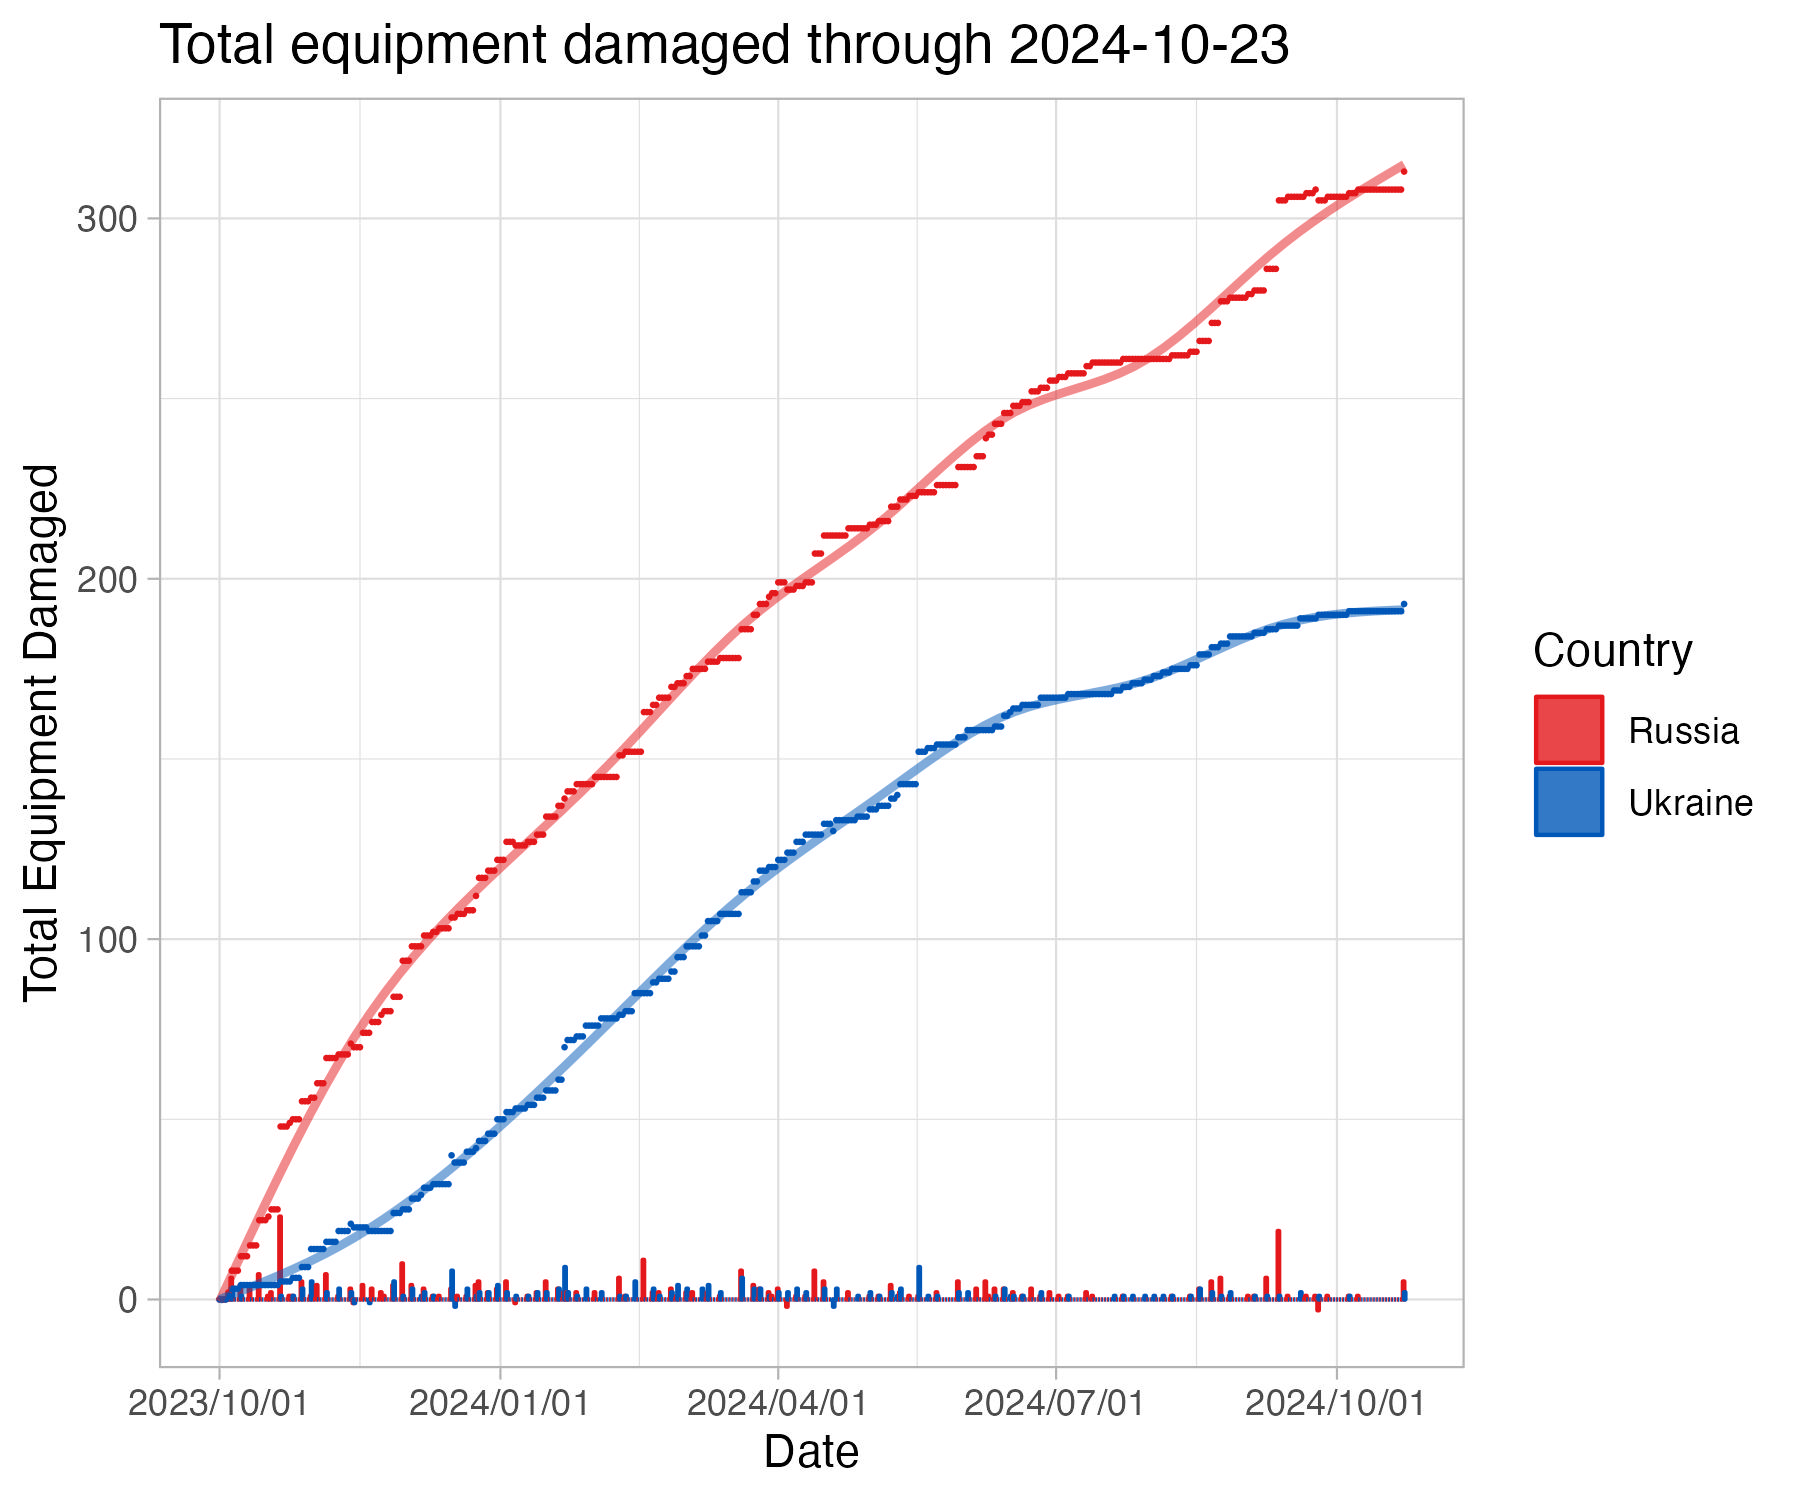 Total equipment damaged through 2024-10-23
Total Equipment Damaged
300
200
100
0
2023/10/01
2024/01/01
2024/04/01
2024/07/01
2024/10/01
Date
Country
Russia
Ukraine